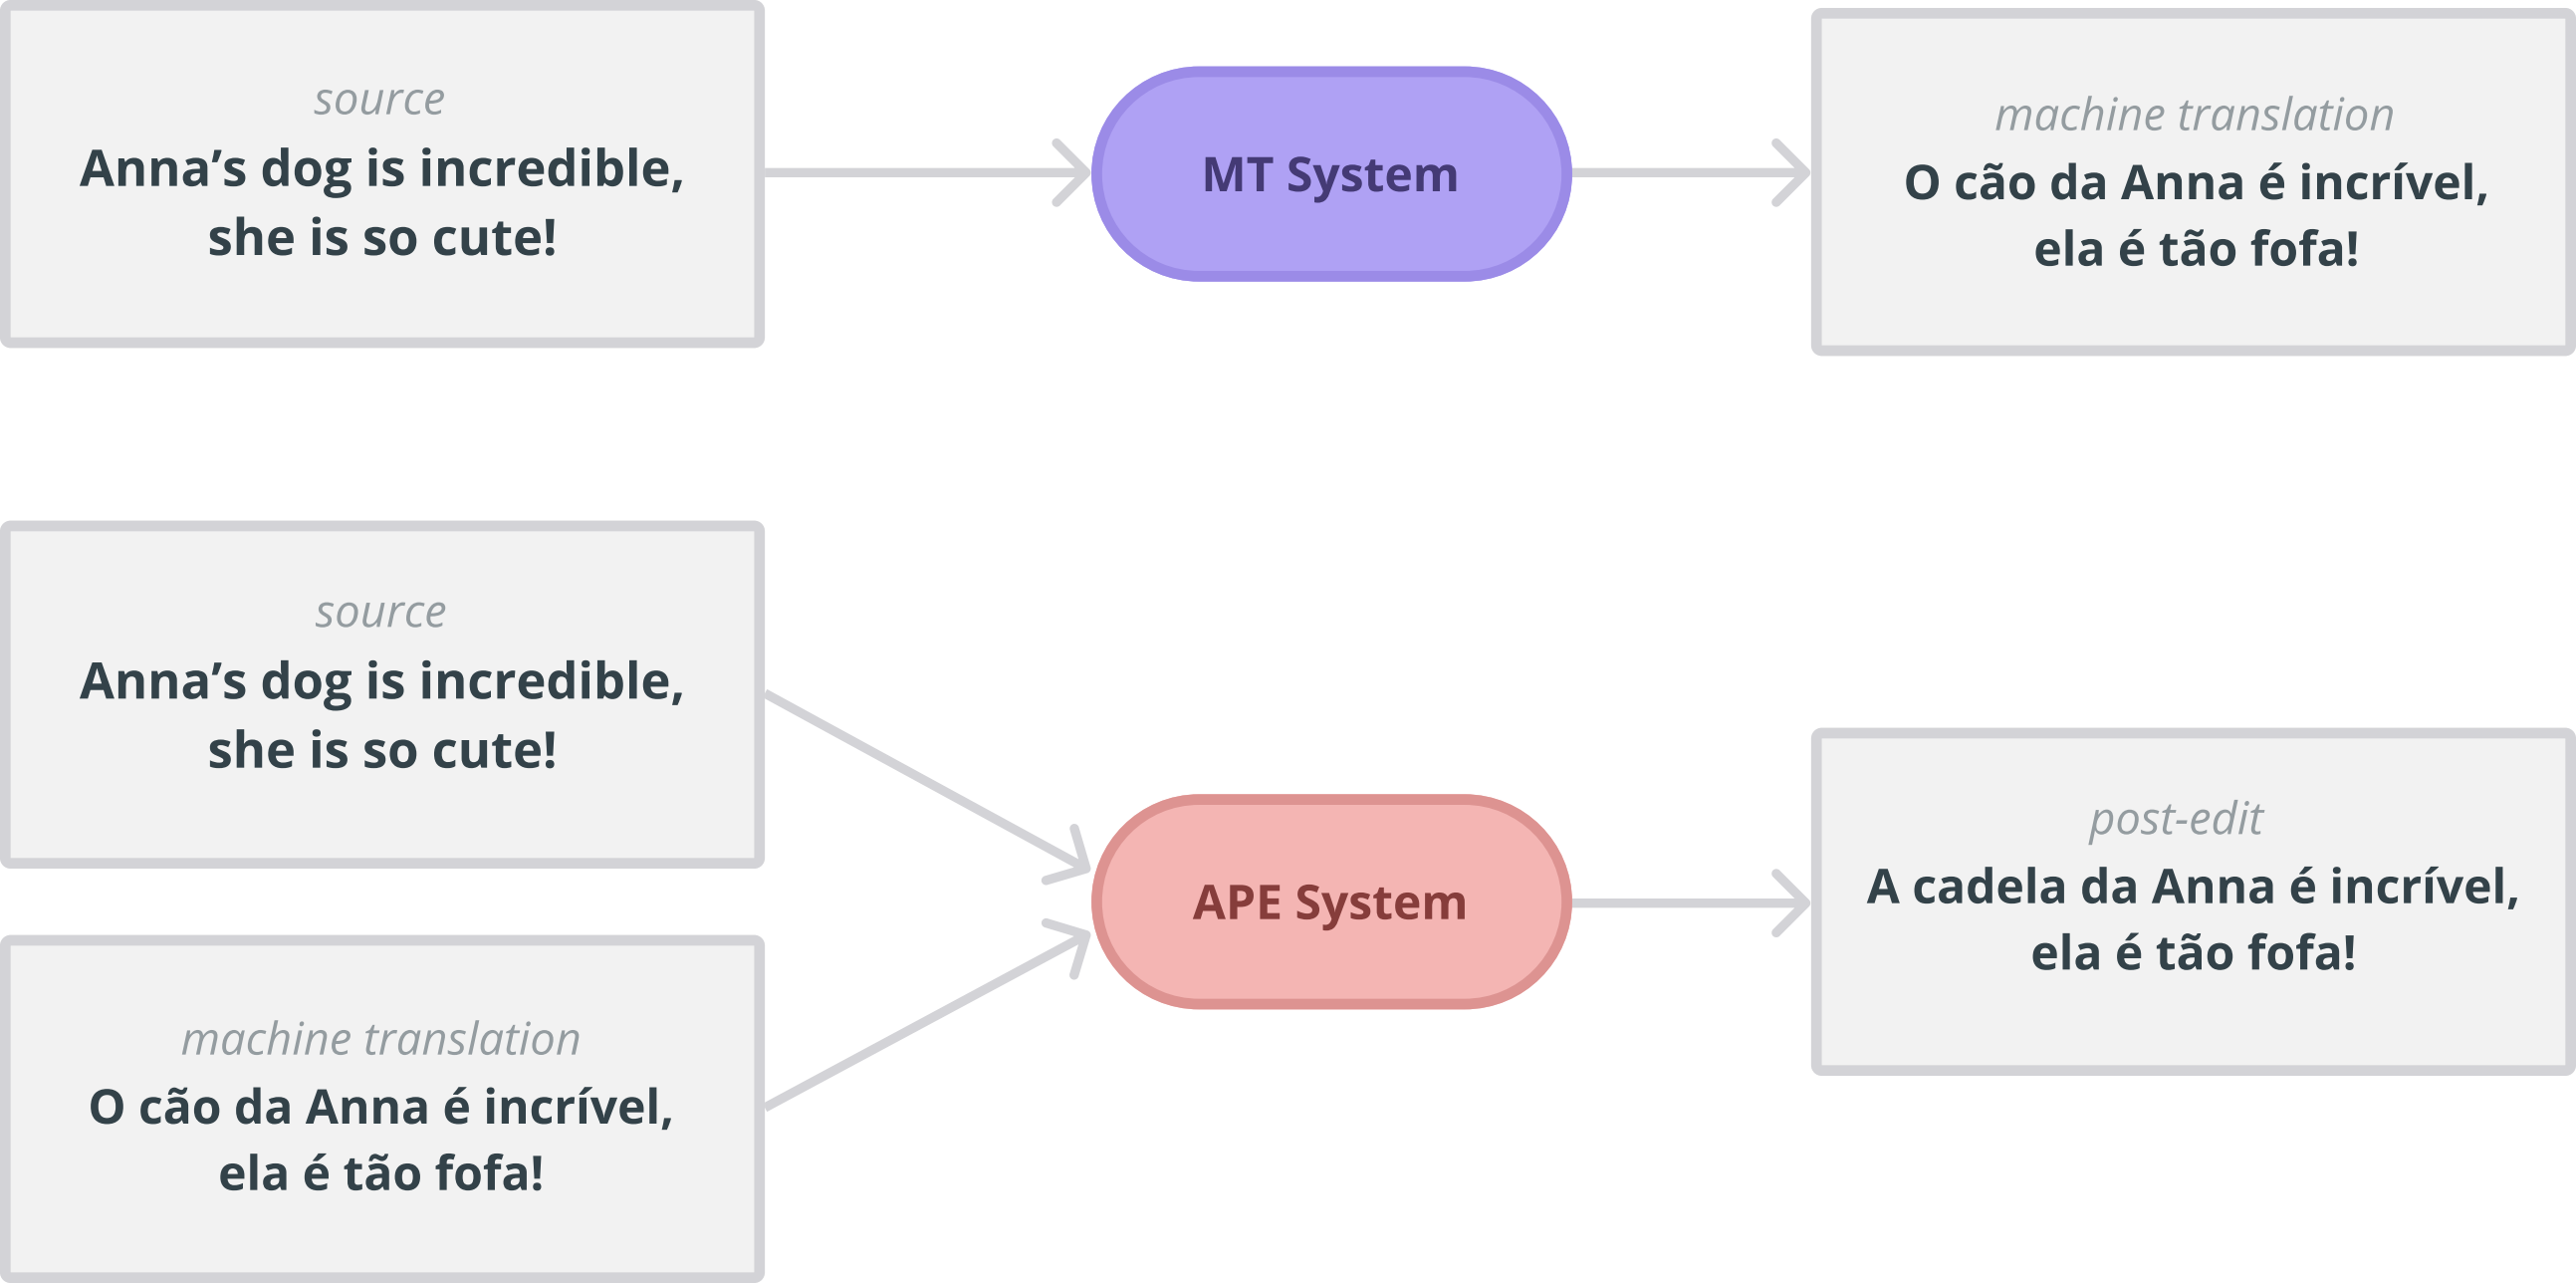 source
Anna’s dog is incredible,
she is so cute!
MT System
machine translation
O cão da Anna é incrível,
ela é tão fofa!
source
Anna’s dog is incredible,
she is so cute!
machine translation
O cão da Anna é incrível,
ela é tão fofa!
APE System
post-edit
A cadela da Anna é incrível,
ela é tão fofa!